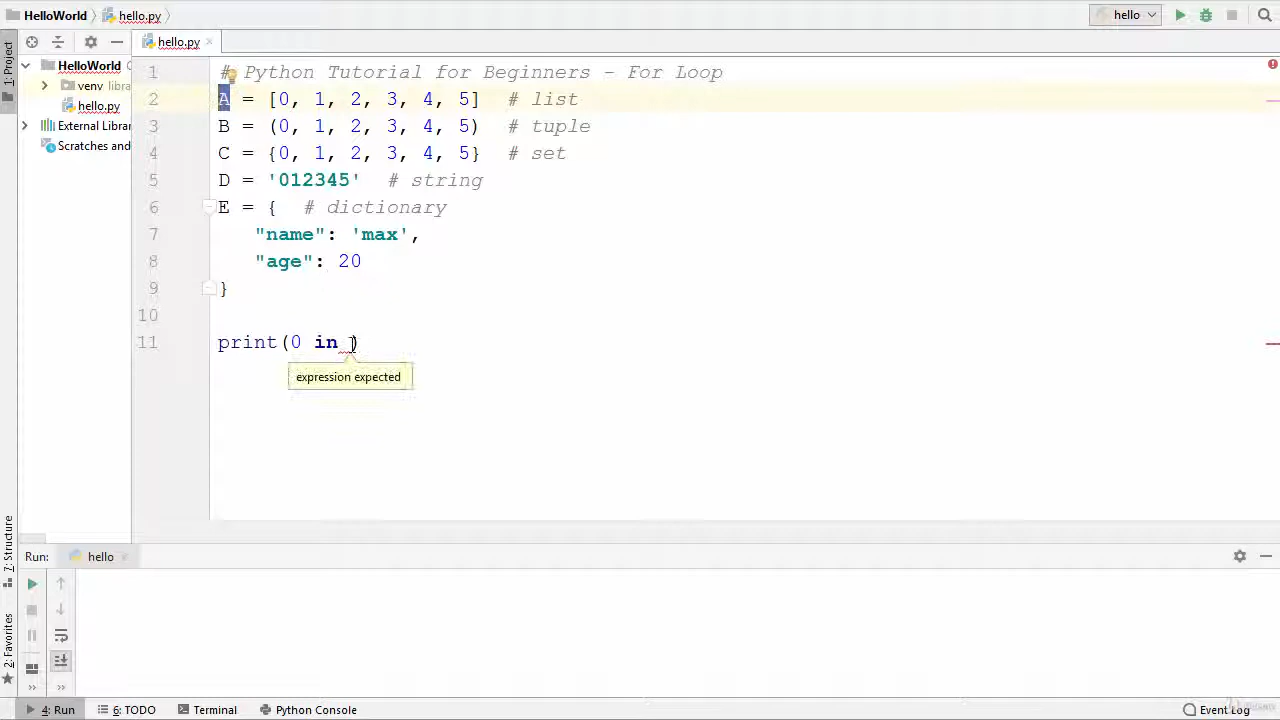 HelloWorld hello.py hello
1: Project
hello.py
HelloWorld
venv libra
hello.py
External Librar
Scratches and
1 # Python Tutorial for Beginners - For Loop
2 A = [0, 1, 2, 3, 4, 5] # list
3 B = (0, 1, 2, 3, 4, 5) # tuple
4 C = {0, 1, 2, 3, 4, 5} # set
5 D = '012345' # string
6 E = { # dictionary
7 "name": 'max',
8 "age": 20
9 }
10
11 print(0 in )
expression expected
7: Structure
2: Favorites
Run: hello
4: Run 6: TODO Terminal Python Console Event Log